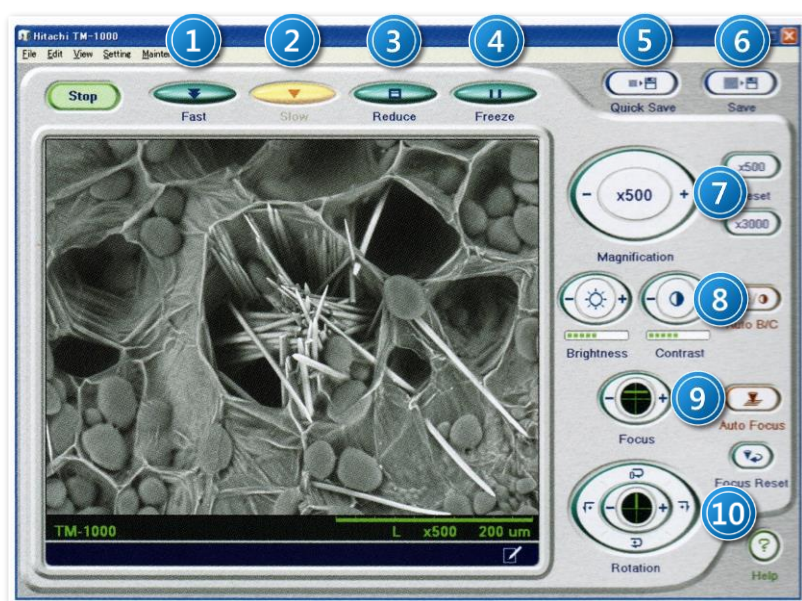 Hitachi TM-1000
File Edit View Setting
1 2 3 4 5 6
Stop
Fast Slow Reduce Freeze Quick Save Save
x500
- x500 + 7
x3000
Magnification
- + - 8
Brightness Contrast Auto B/C
- + 9
Focus Auto Focus
Focus Reset
- + 10
Rotation
TM-1000 L x500 200 um
?
Help